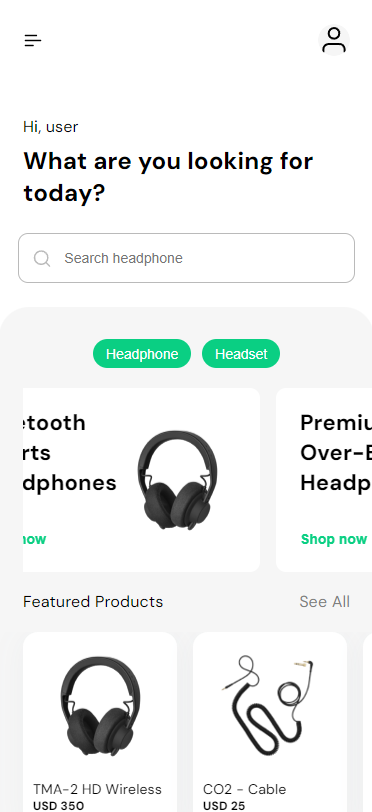 Hi, user
What are you looking for
today?
Search headphone
Headphone Headset
etooth
rts
dphones
now
Premiu
Over-E
Headp
Shop now
Featured Products See All
TMA-2 HD Wireless
USD 350
CO2 - Cable
USD 25